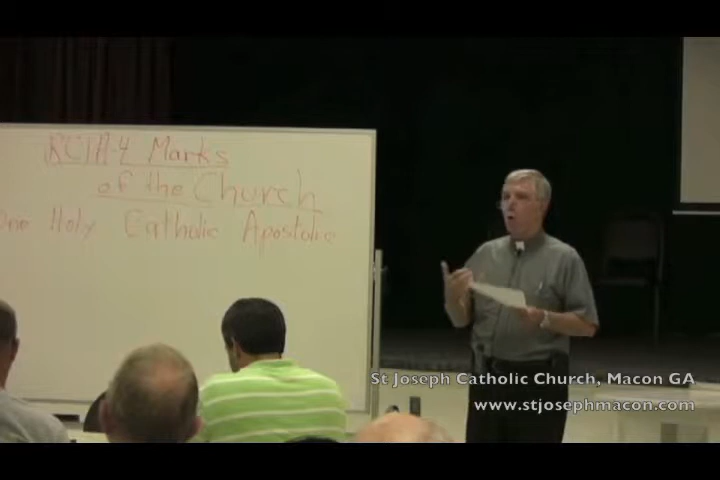 RCIA-4 Marks
of the Church
One Holy Catholic Apostolic
St Joseph Catholic Church, Macon GA
www.stjosephmacon.com